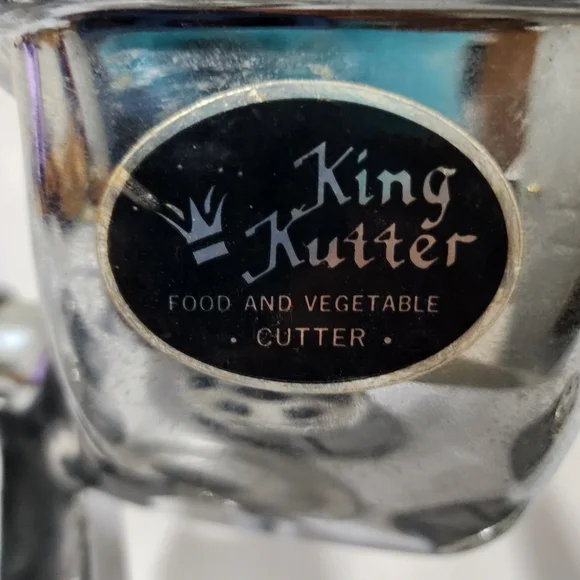 King
Kutter
FOOD AND VEGETABLE
• CUTTER •